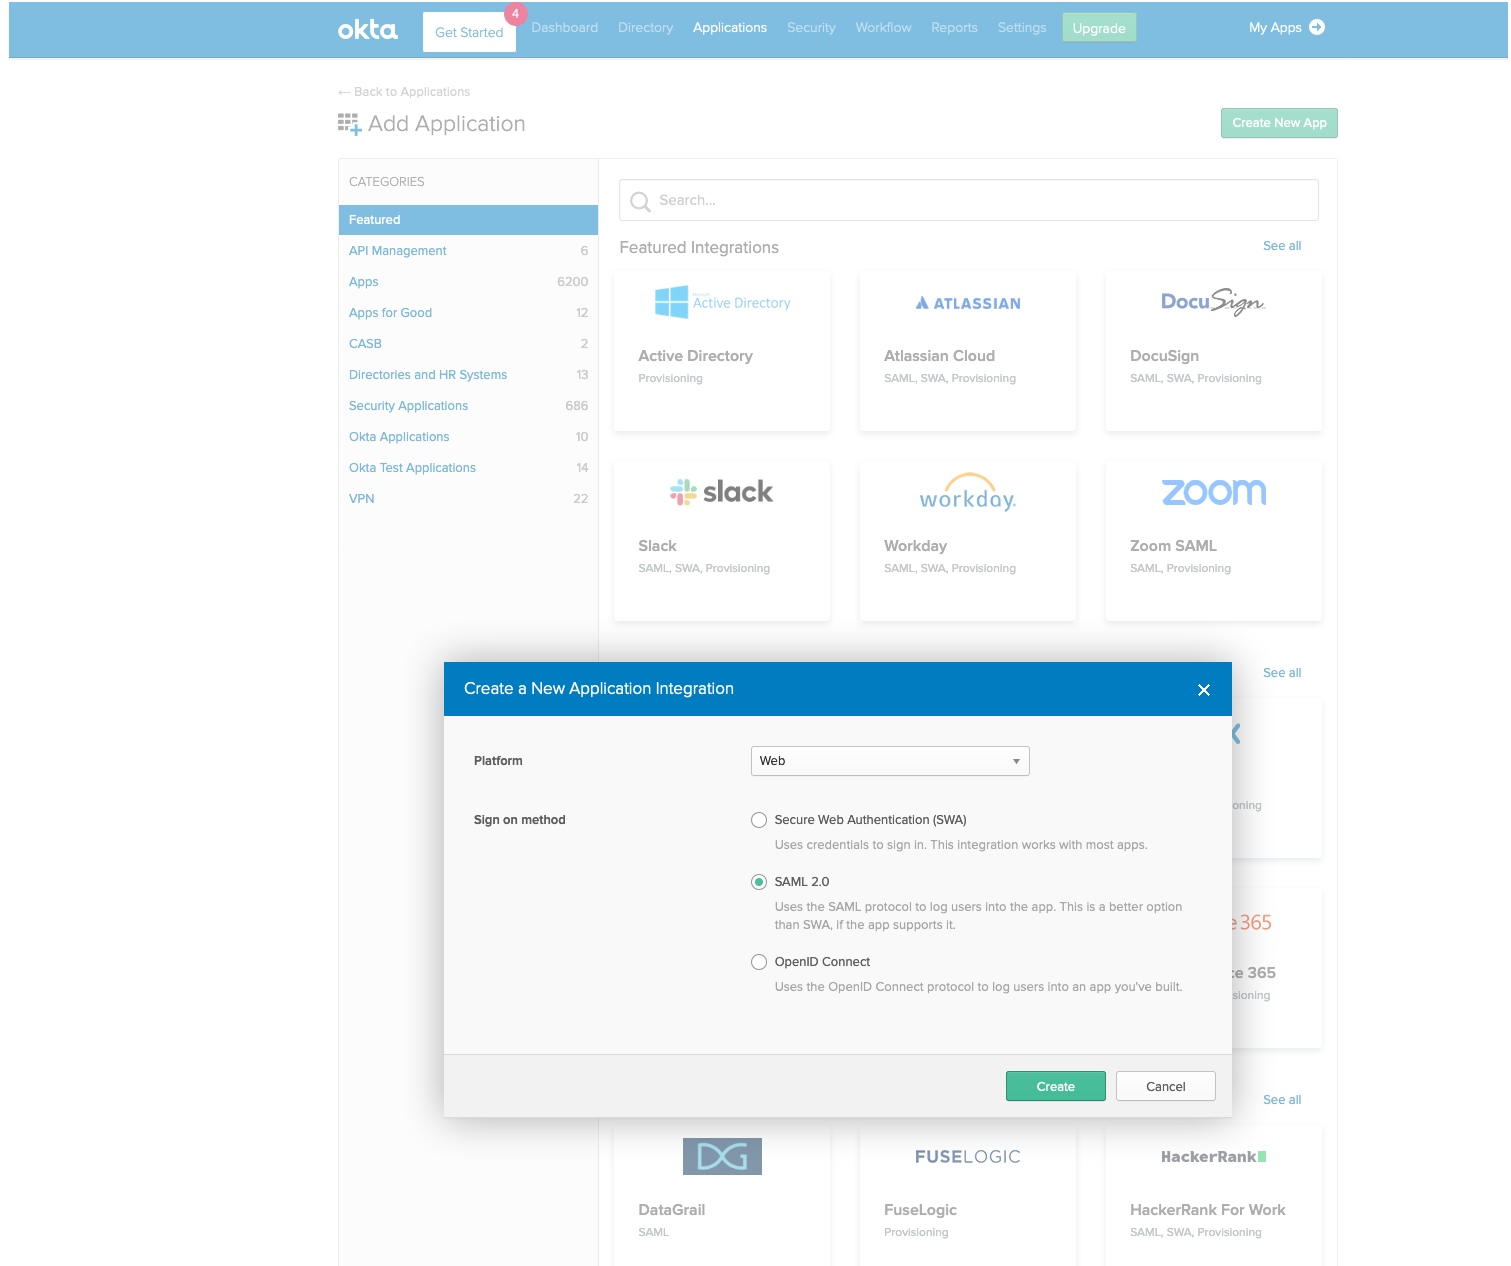 okta
Get Started
4
Dashboard
Directory
Applications
Security
Workflow
Reports
Settings
Upgrade
My Apps
← Back to Applications
Add Application
Create New App
CATEGORIES
Featured
API Management 6
Apps 6200
Apps for Good 12
CASB 2
Directories and HR Systems 13
Security Applications 686
Okta Applications 10
Okta Test Applications 14
VPN 22
Search...
Featured Integrations
See all
Active Directory
Active Directory
Provisioning
ATLASSIAN
Atlassian Cloud
SAML, SWA, Provisioning
DocuSign
DocuSign
SAML, SWA, Provisioning
slack
Slack
SAML, SWA, Provisioning
workday.
Workday
SAML, SWA, Provisioning
zoom
Zoom SAML
SAML, Provisioning
See all
Create a New Application Integration
Platform
Web
Sign on method
Secure Web Authentication (SWA)
Uses credentials to sign in. This integration works with most apps.
SAML 2.0
Uses the SAML protocol to log users into the app. This is a better option
than SWA, if the app supports it.
OpenID Connect
Uses the OpenID Connect protocol to log users into an app you've built.
Create
Cancel
oning
e 365
ce 365
sioning
See all
DG
DataGrail
SAML
FUSELOGIC
FuseLogic
Provisioning
HackerRank
HackerRank For Work
SAML, SWA, Provisioning